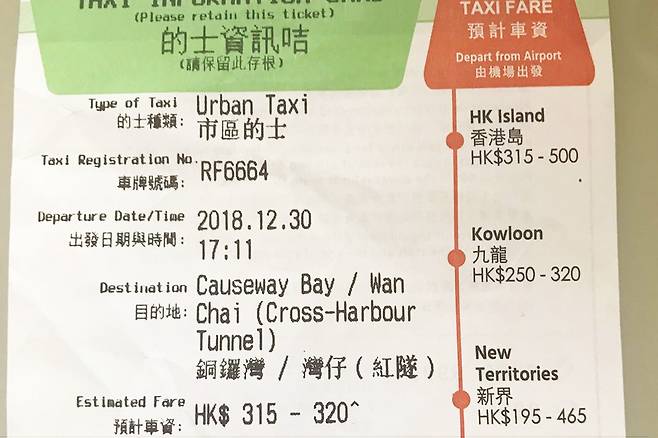 TAXI INFORMATION CARD
(Please retain this ticket)
的士資訊咭
(請保留此存根)
Type of Taxi Urban Taxi
的士種類: 市區的士
Taxi Registration No. RF6664
車牌號碼:
Departure Date/Time 2018.12.30
出發日期與時間: 17:11
Destination Causeway Bay / Wan
目的地: Chai (Cross-Harbour
Tunnel)
銅鑼灣 / 灣仔(紅隧)
Estimated Fare HK$ 315 - 320^
預計車資:
TAXI FARE
預計車資
Depart from Airport
由機場出發
HK Island
香港島
HK$315 - 500
Kowloon
九龍
HK$250 - 320
New
Territories
新界
HK$195 - 465